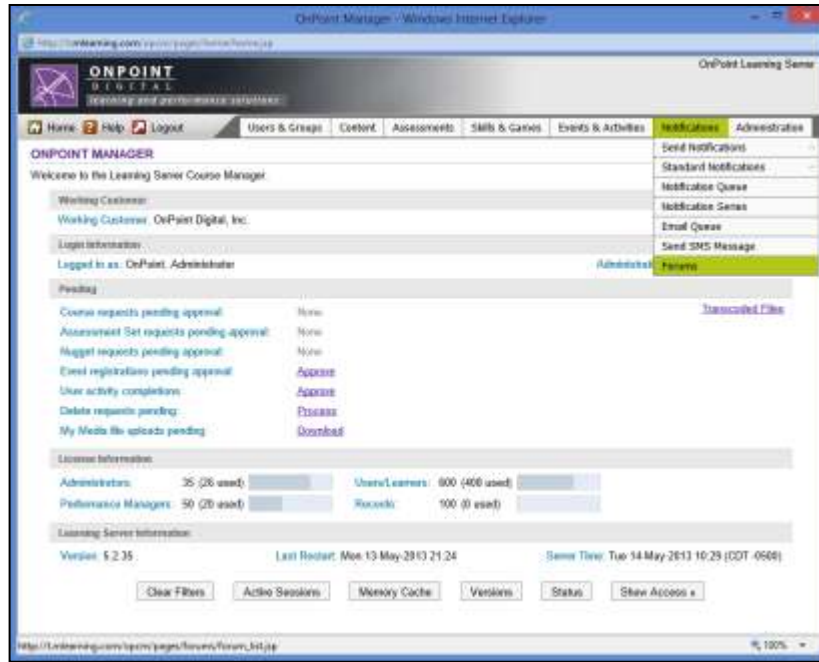 OnPoint Manager - Windows Internet Explorer
OnPoint Learning Server
ONPOINT
DIGITAL
learning and performance solutions
Home Help Logout Users & Groups Content Assessments Skills & Games Events & Activities Notifications Administration
ONPOINT MANAGER
Welcome to the Learning Server Course Manager.
Send Notifications
Standard Notifications
Notification Queue
Notification Series
Email Queue
Send SMS Message
Forums
Working Customer
Working Customer: OnPoint Digital, Inc.
Login Information
Logged in as: OnPoint, Administrator
Pending
Course requests pending approval: None
Transcoded Files
Assessment Set requests pending approval: None
Nugget requests pending approval: None
Event registrations pending approval: Approve
User activity completions: Approve
Delete requests pending: Process
My Media file uploads pending: Download
License Information
Administrators: 35 (26 used) Users/Learners: 600 (400 used)
Performance Managers: 50 (20 used) Records: 100 (0 used)
Learning Server Information
Version: 5.2.35 Last Restart: Mon 13-May-2013 21:24 Server Time: Tue 14-May-2013 10:29 (CDT -0500)
Clear Filters Active Sessions Memory Cache Versions Status Show Access »
100%